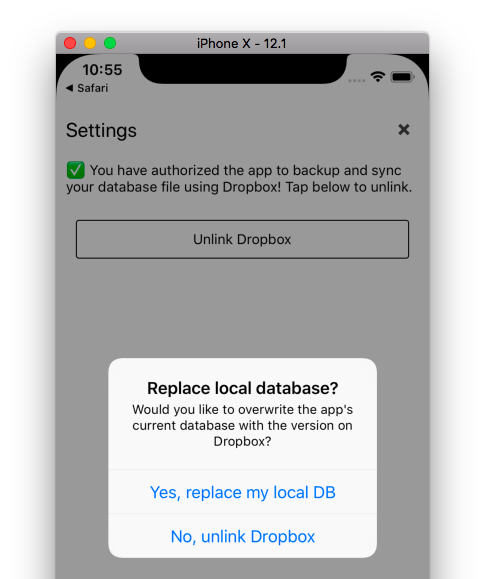 iPhone X - 12.1
10:55
◀ Safari
Settings
✅ You have authorized the app to backup and sync
your database file using Dropbox! Tap below to unlink.
Unlink Dropbox
Replace local database?
Would you like to overwrite the app's
current database with the version on
Dropbox?
Yes, replace my local DB
No, unlink Dropbox